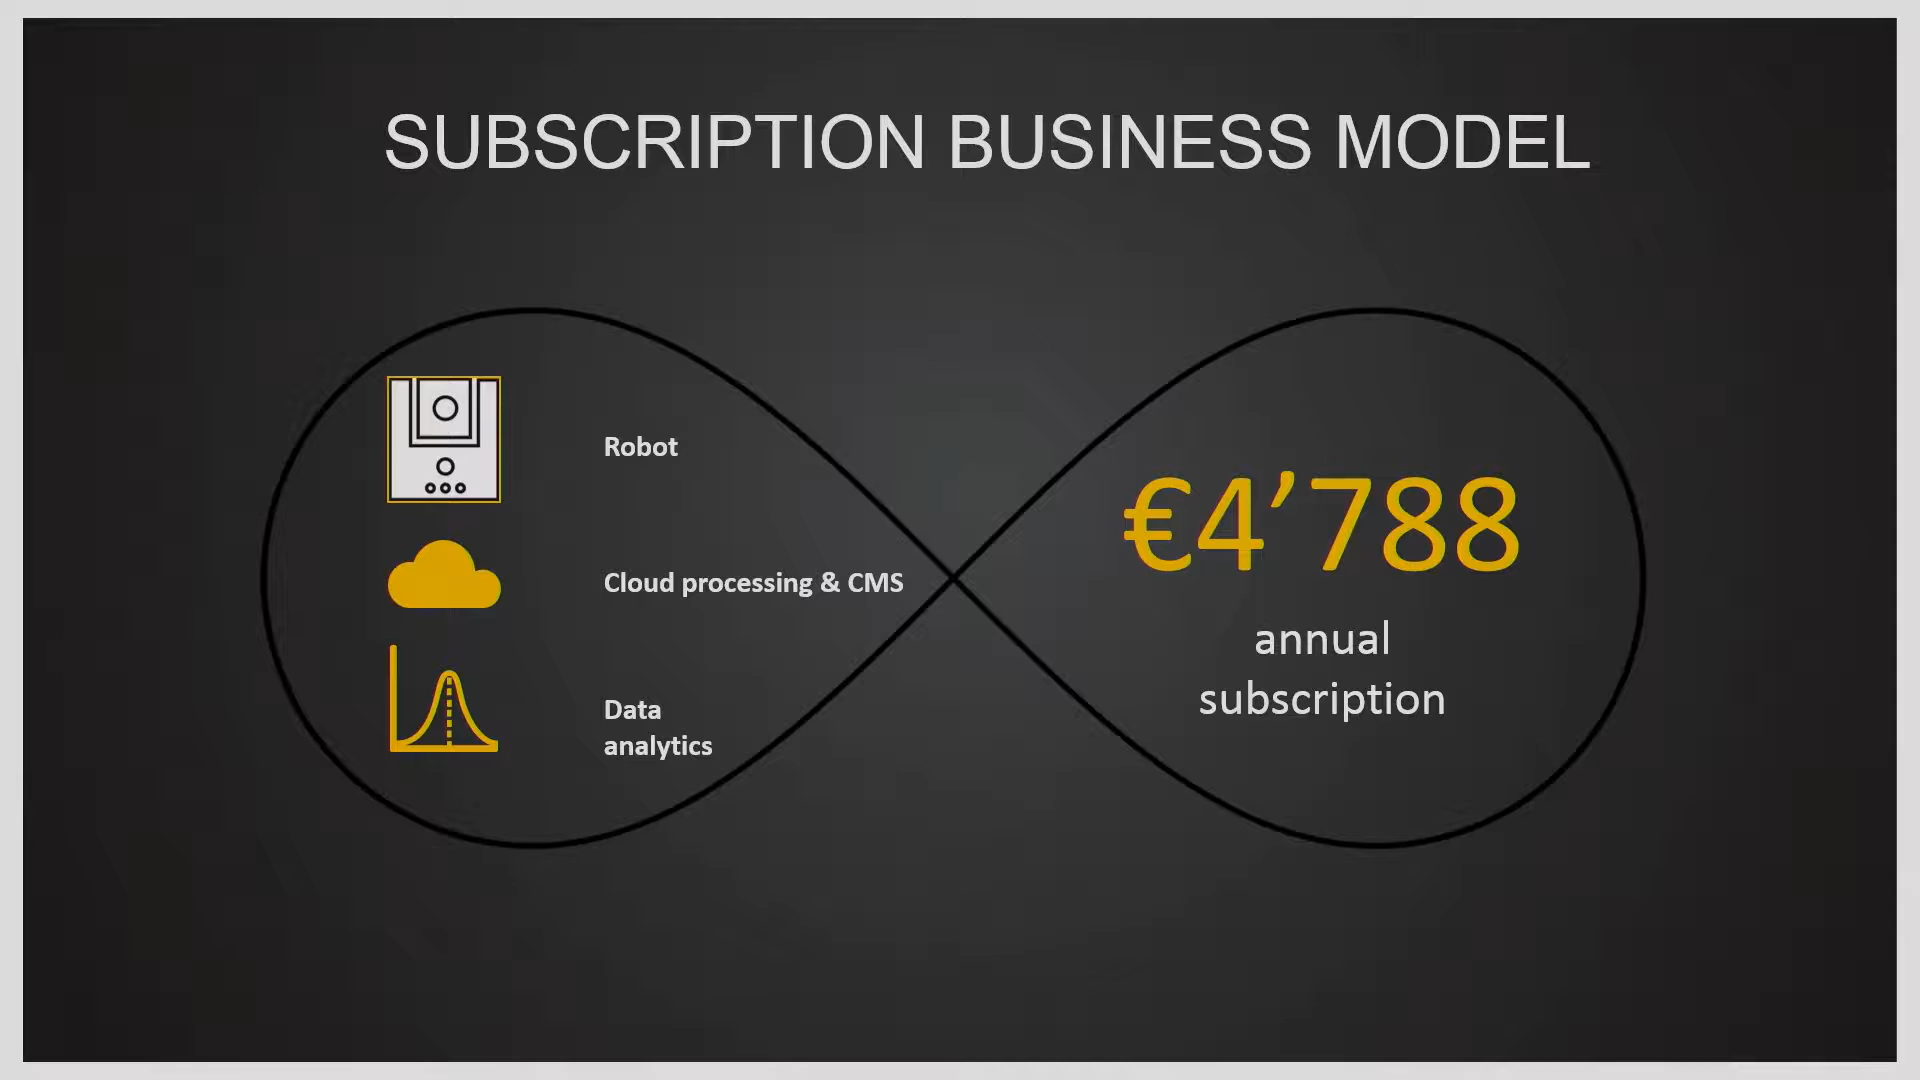 SUBSCRIPTION BUSINESS MODEL
Robot
Cloud processing & CMS
Data
analytics
€4’788
annual
subscription